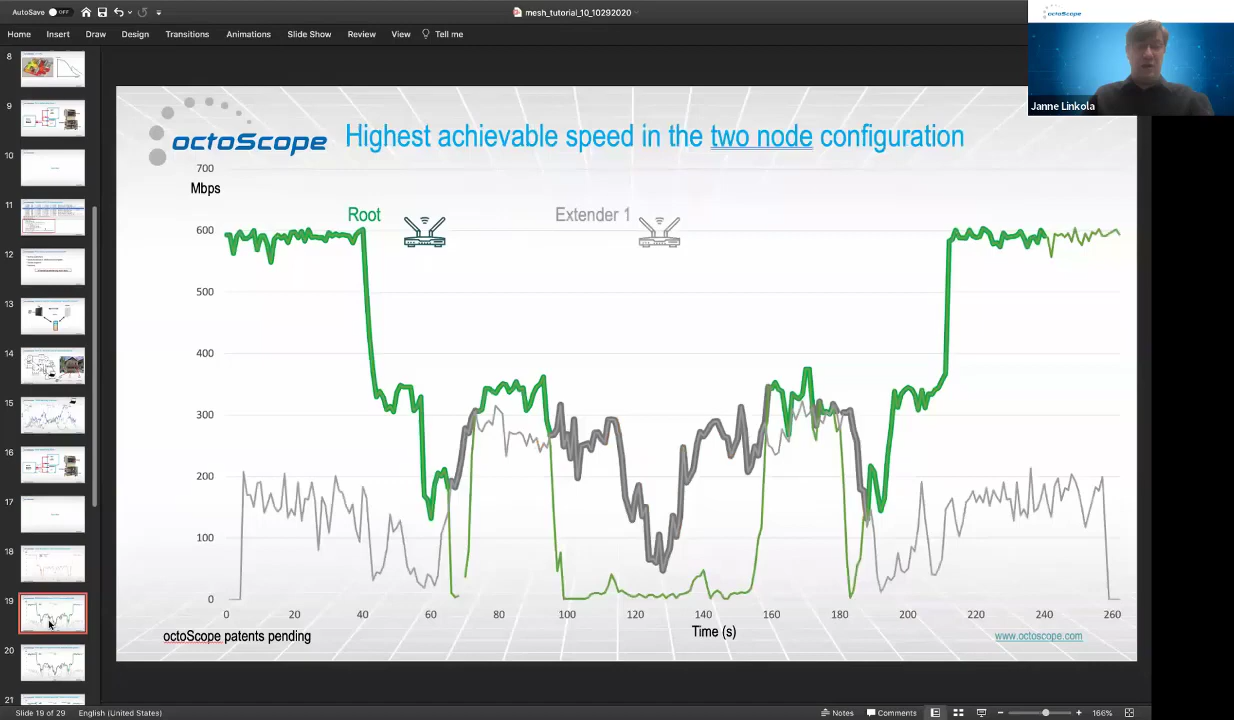 AutoSave OFF
mesh_tutorial_10_10292020
octoScope
Home Insert Draw Design Transitions Animations Slide Show Review View Tell me
Janne Linkola
8
9
10
11
12
13
14
15
16
17
18
19
20
21
octoScope
Highest achievable speed in the two node configuration
Mbps
Root
Extender 1
700
600
500
400
300
200
100
0
0 20 40 60 80 100 120 140 160 180 200 220 240 260
Time (s)
octoScope patents pending
www.octoscope.com
Slide 19 of 29 English (United States) Notes Comments 166%